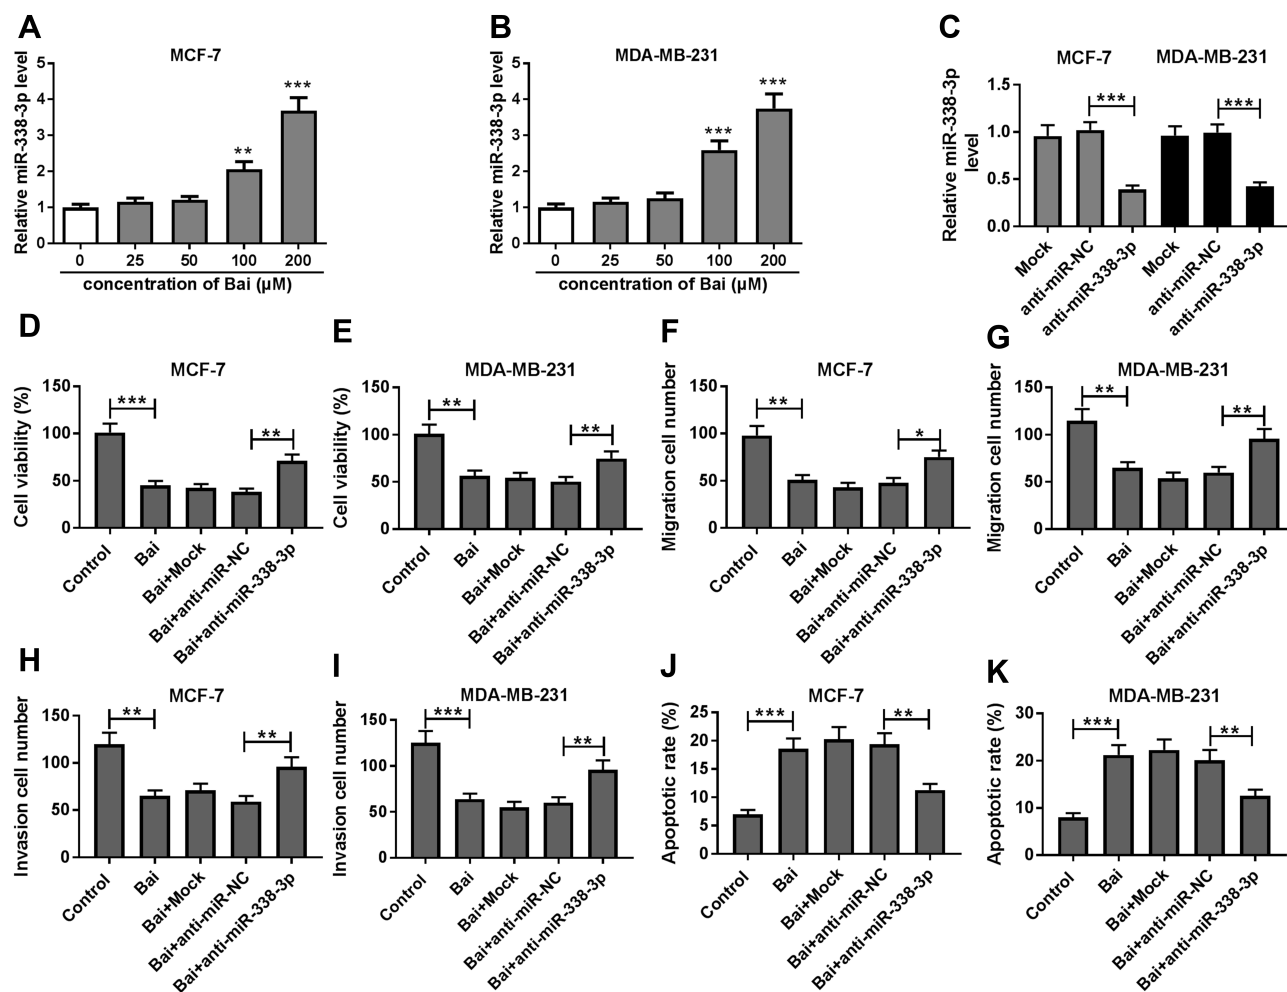 A
MCF-7
Relative miR-338-3p level
5
4
3
2
1
0
**
***
0 25 50 100 200
concentration of Bai (μM)
B
MDA-MB-231
5
4
3
2
1
0
***
***
0 25 50 100 200
concentration of Bai (μM)
C
MCF-7 MDA-MB-231
Relative miR-338-3p
level
1.5
1.0
0.5
0.0
***
***
Mock
anti-miR-NC
anti-miR-338-3p
Mock
anti-miR-NC
anti-miR-338-3p
D
MCF-7
Cell viability (%)
150
100
50
0
***
**
Control
Bai
Bai+Mock
Bai+anti-miR-NC
Bai+anti-miR-338-3p
E
MDA-MB-231
Cell viability (%)
150
100
50
0
**
**
Control
Bai
Bai+Mock
Bai+anti-miR-NC
Bai+anti-miR-338-3p
F
MCF-7
Migration cell number
150
100
50
0
**
*
Control
Bai
Bai+Mock
Bai+anti-miR-NC
Bai+anti-miR-338-3p
G
MDA-MB-231
Migration cell number
150
100
50
0
**
**
Control
Bai
Bai+Mock
Bai+anti-miR-NC
Bai+anti-miR-338-3p
H
MCF-7
Invasion cell number
150
100
50
0
**
**
Control
Bai
Bai+Mock
Bai+anti-miR-NC
Bai+anti-miR-338-3p
I
MDA-MB-231
Invasion cell number
150
100
50
0
***
**
Control
Bai
Bai+Mock
Bai+anti-miR-NC
Bai+anti-miR-338-3p
J
MCF-7
Apoptotic rate (%)
25
20
15
10
5
0
***
**
Control
Bai
Bai+Mock
Bai+anti-miR-NC
Bai+anti-miR-338-3p
K
MDA-MB-231
Apoptotic rate (%)
30
20
10
0
***
**
Control
Bai
Bai+Mock
Bai+anti-miR-NC
Bai+anti-miR-338-3p